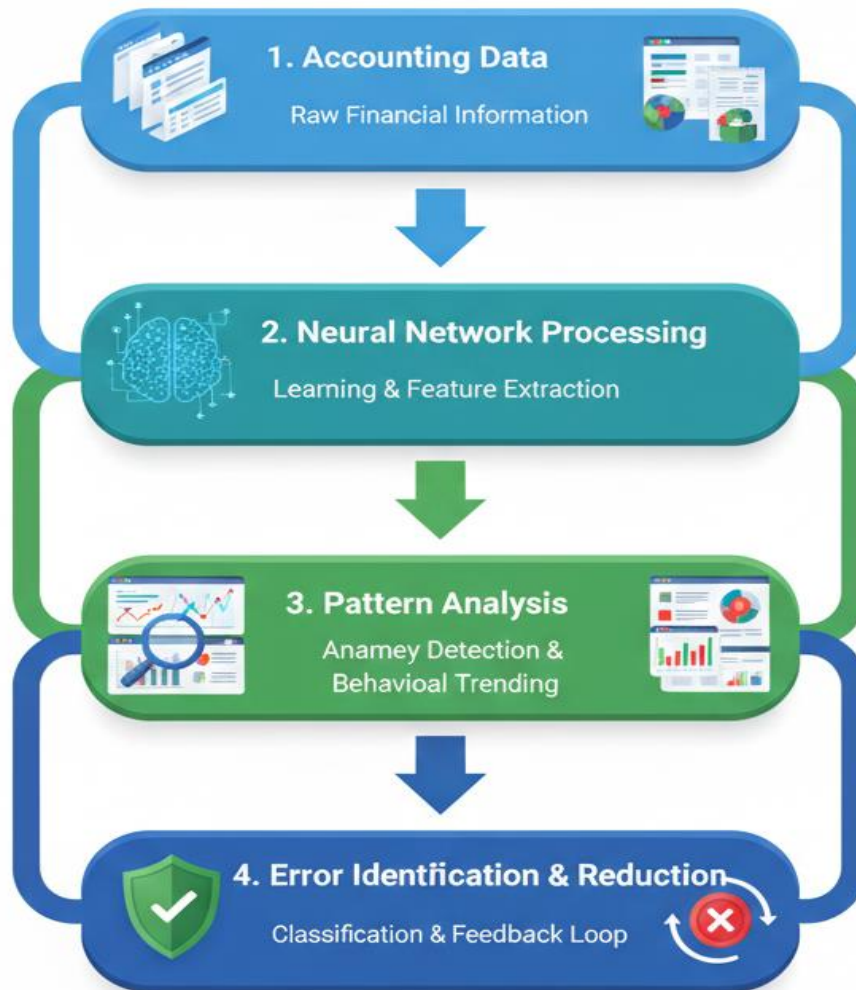 1. Accounting Data
Raw Financial Information
2. Neural Network Processing
Learning & Feature Extraction
3. Pattern Analysis
Anamey Detection &
Behavioal Trending
4. Error Identification & Reduction
Classification & Feedback Loop